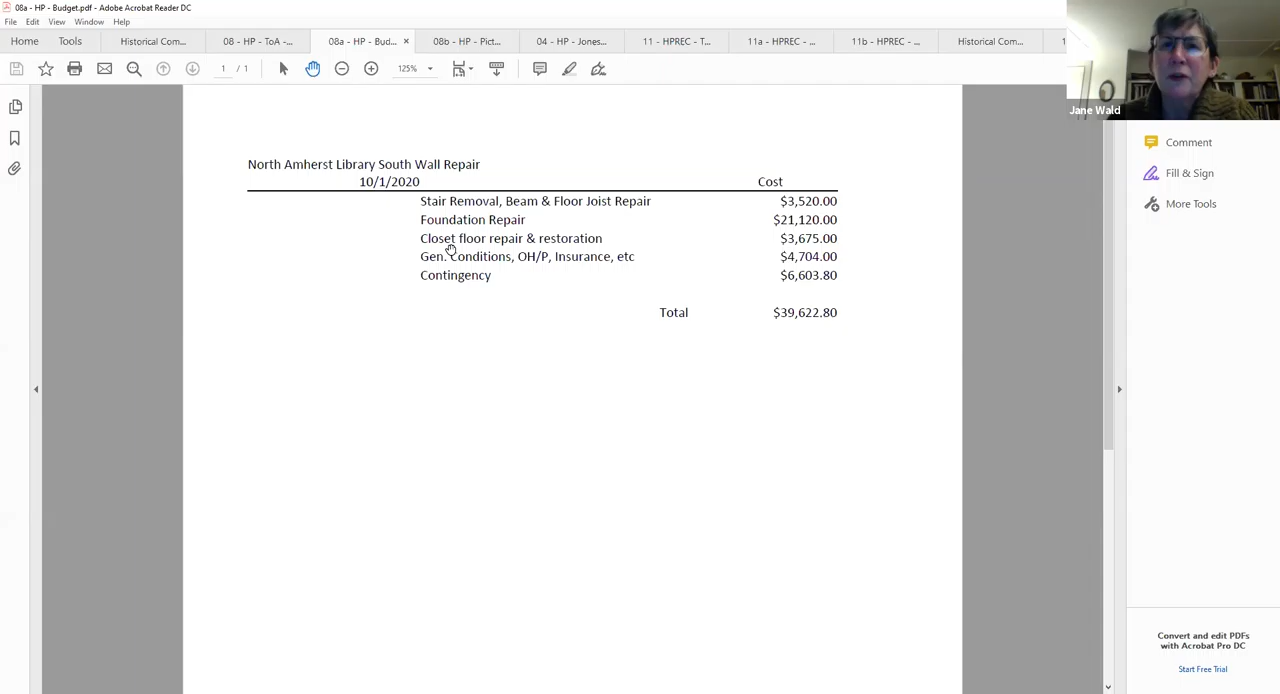 08a - HP - Budget.pdf - Adobe Acrobat Reader DC
File Edit View Window Help
Home Tools Historical Com... 08 - HP - ToA -... 08a - HP - Bud... × 08b - HP - Pict... 04 - HP - Jones... 11 - HPREC - T... 11a - HPREC - ... 11b - HPREC - ... Historical Com... 1
1 / 1 125%
Jane Wald
Comment
Fill & Sign
More Tools
North Amherst Library South Wall Repair
10/1/2020 Cost
Stair Removal, Beam & Floor Joist Repair $3,520.00
Foundation Repair $21,120.00
Closet floor repair & restoration $3,675.00
Gen. Conditions, OH/P, Insurance, etc $4,704.00
Contingency $6,603.80
Total $39,622.80
Convert and edit PDFs
with Acrobat Pro DC
Start Free Trial